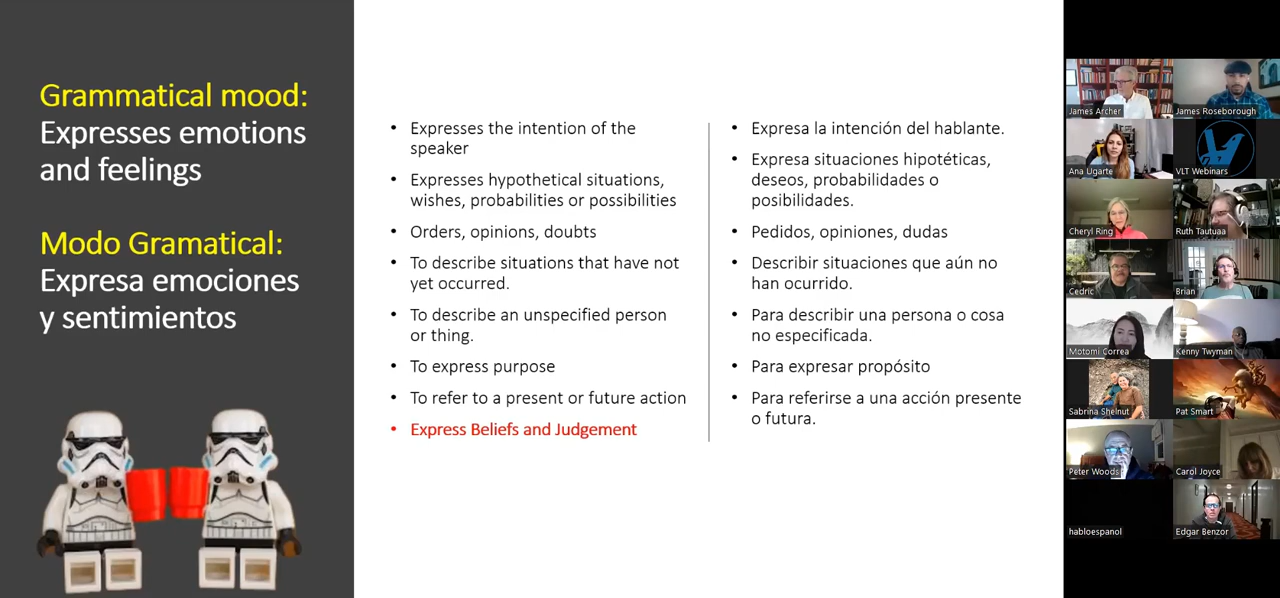 Grammatical mood:
Expresses emotions
and feelings
Modo Gramatical:
Expresa emociones
y sentimientos
• Expresses the intention of the
speaker
• Expresses hypothetical situations,
wishes, probabilities or possibilities
• Orders, opinions, doubts
• To describe situations that have not
yet occurred.
• To describe an unspecified person
or thing.
• To express purpose
• To refer to a present or future action
• Express Beliefs and Judgement
• Expresa la intención del hablante.
• Expresa situaciones hipotéticas,
deseos, probabilidades o
posibilidades.
• Pedidos, opiniones, dudas
• Describir situaciones que aún no
han ocurrido.
• Para describir una persona o cosa
no especificada.
• Para expresar propósito
• Para referirse a una acción presente
o futura.
James Archer
James Roseborough
Ana Ugarte
VLT Webinars
Cheryl Ring
Ruth Tautuaa
Cedric
Brian
Motomi Correa
Kenny Twyman
Sabrina Shelnut
Pat Smart
Peter Woods
Carol Joyce
habloespanol
Edgar Benzor